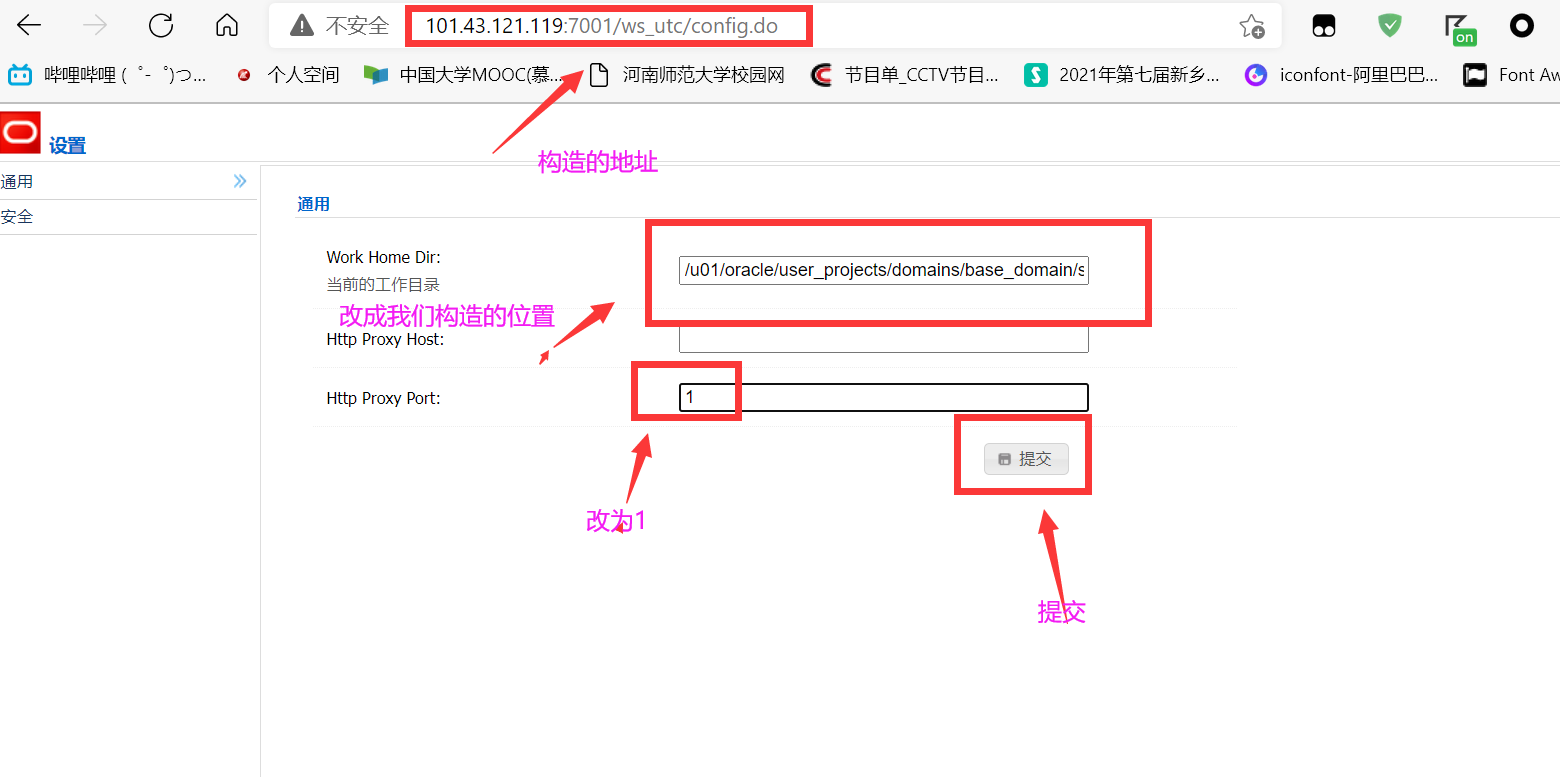 不安全 101.43.121.119:7001/ws_utc/config.do
on
哔哩哔哩 (゜-゜)つ... 个人空间 中国大学MOOC(慕... 河南师范大学校园网 节目单_CCTV节目... 2021年第七届新乡... iconfont-阿里巴巴... Font Aw
构造的地址
设置
通用
安全
通用
Work Home Dir:
/u01/oracle/user_projects/domains/base_domain/s
当前的工作目录
改成我们构造的位置
Http Proxy Host:
Http Proxy Port:
1
提交
改为1
提交